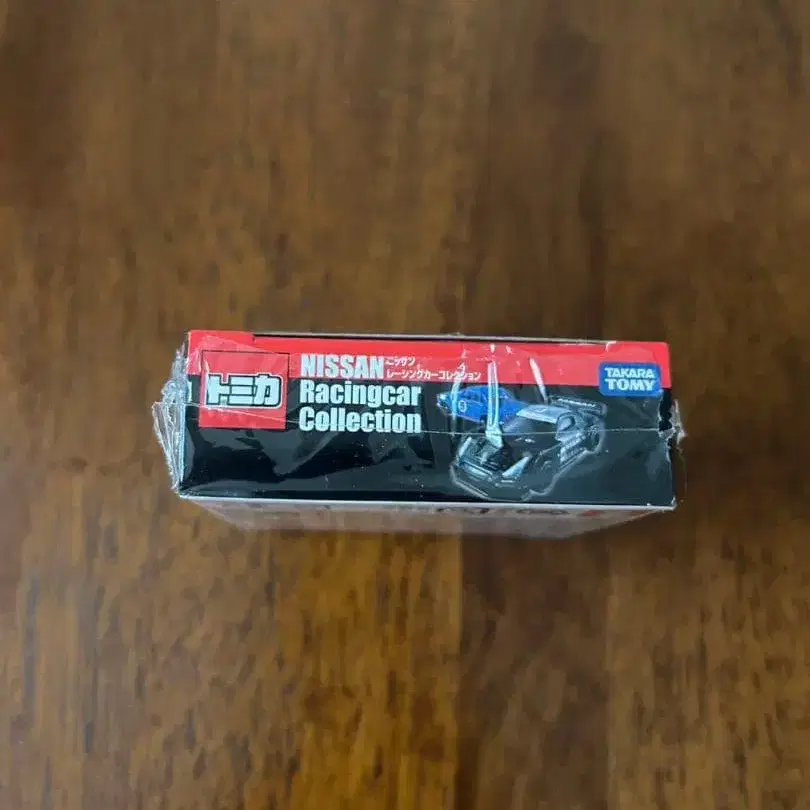 トミカ
NISSAN ニッサン
レーシングカーコレクション
Racingcar
Collection
TAKARA
TOMY